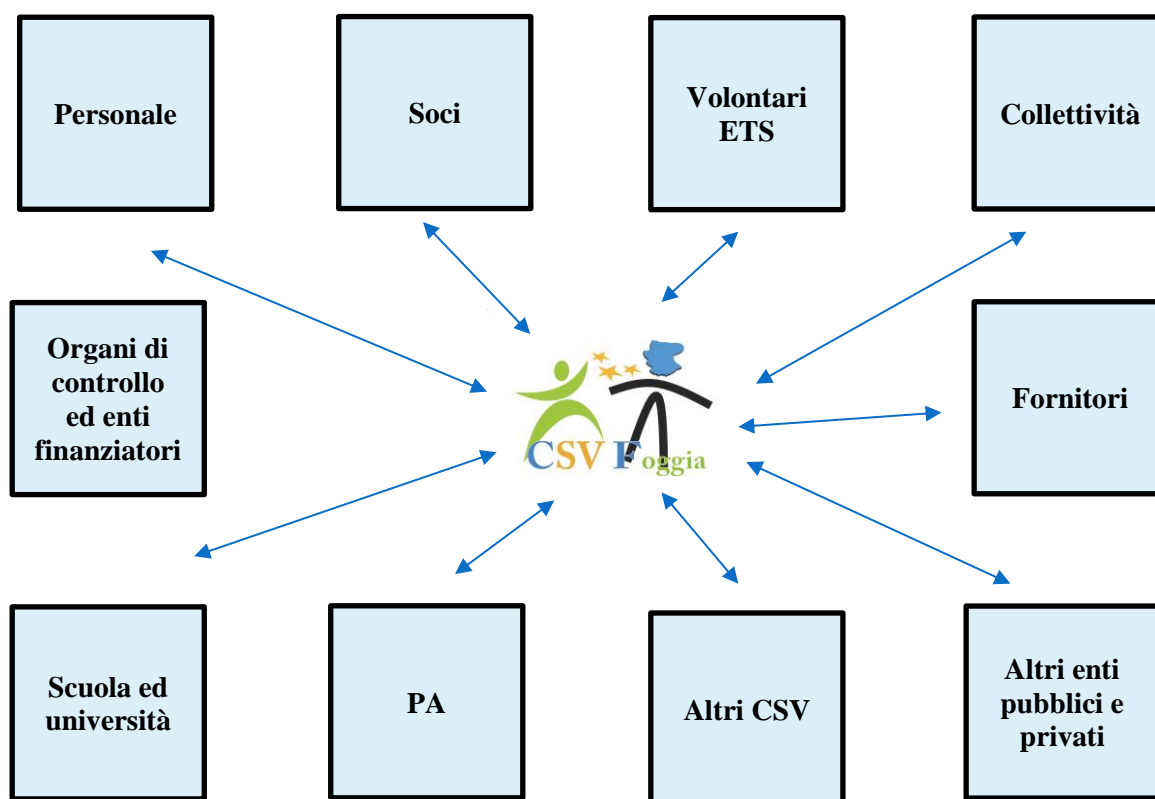 Personale
Soci
Volontari
ETS
Collettività
Organi di
controllo
ed enti
finanziatori
CSV Foggia
Fornitori
Scuola ed
università
PA
Altri CSV
Altri enti
pubblici e
privati